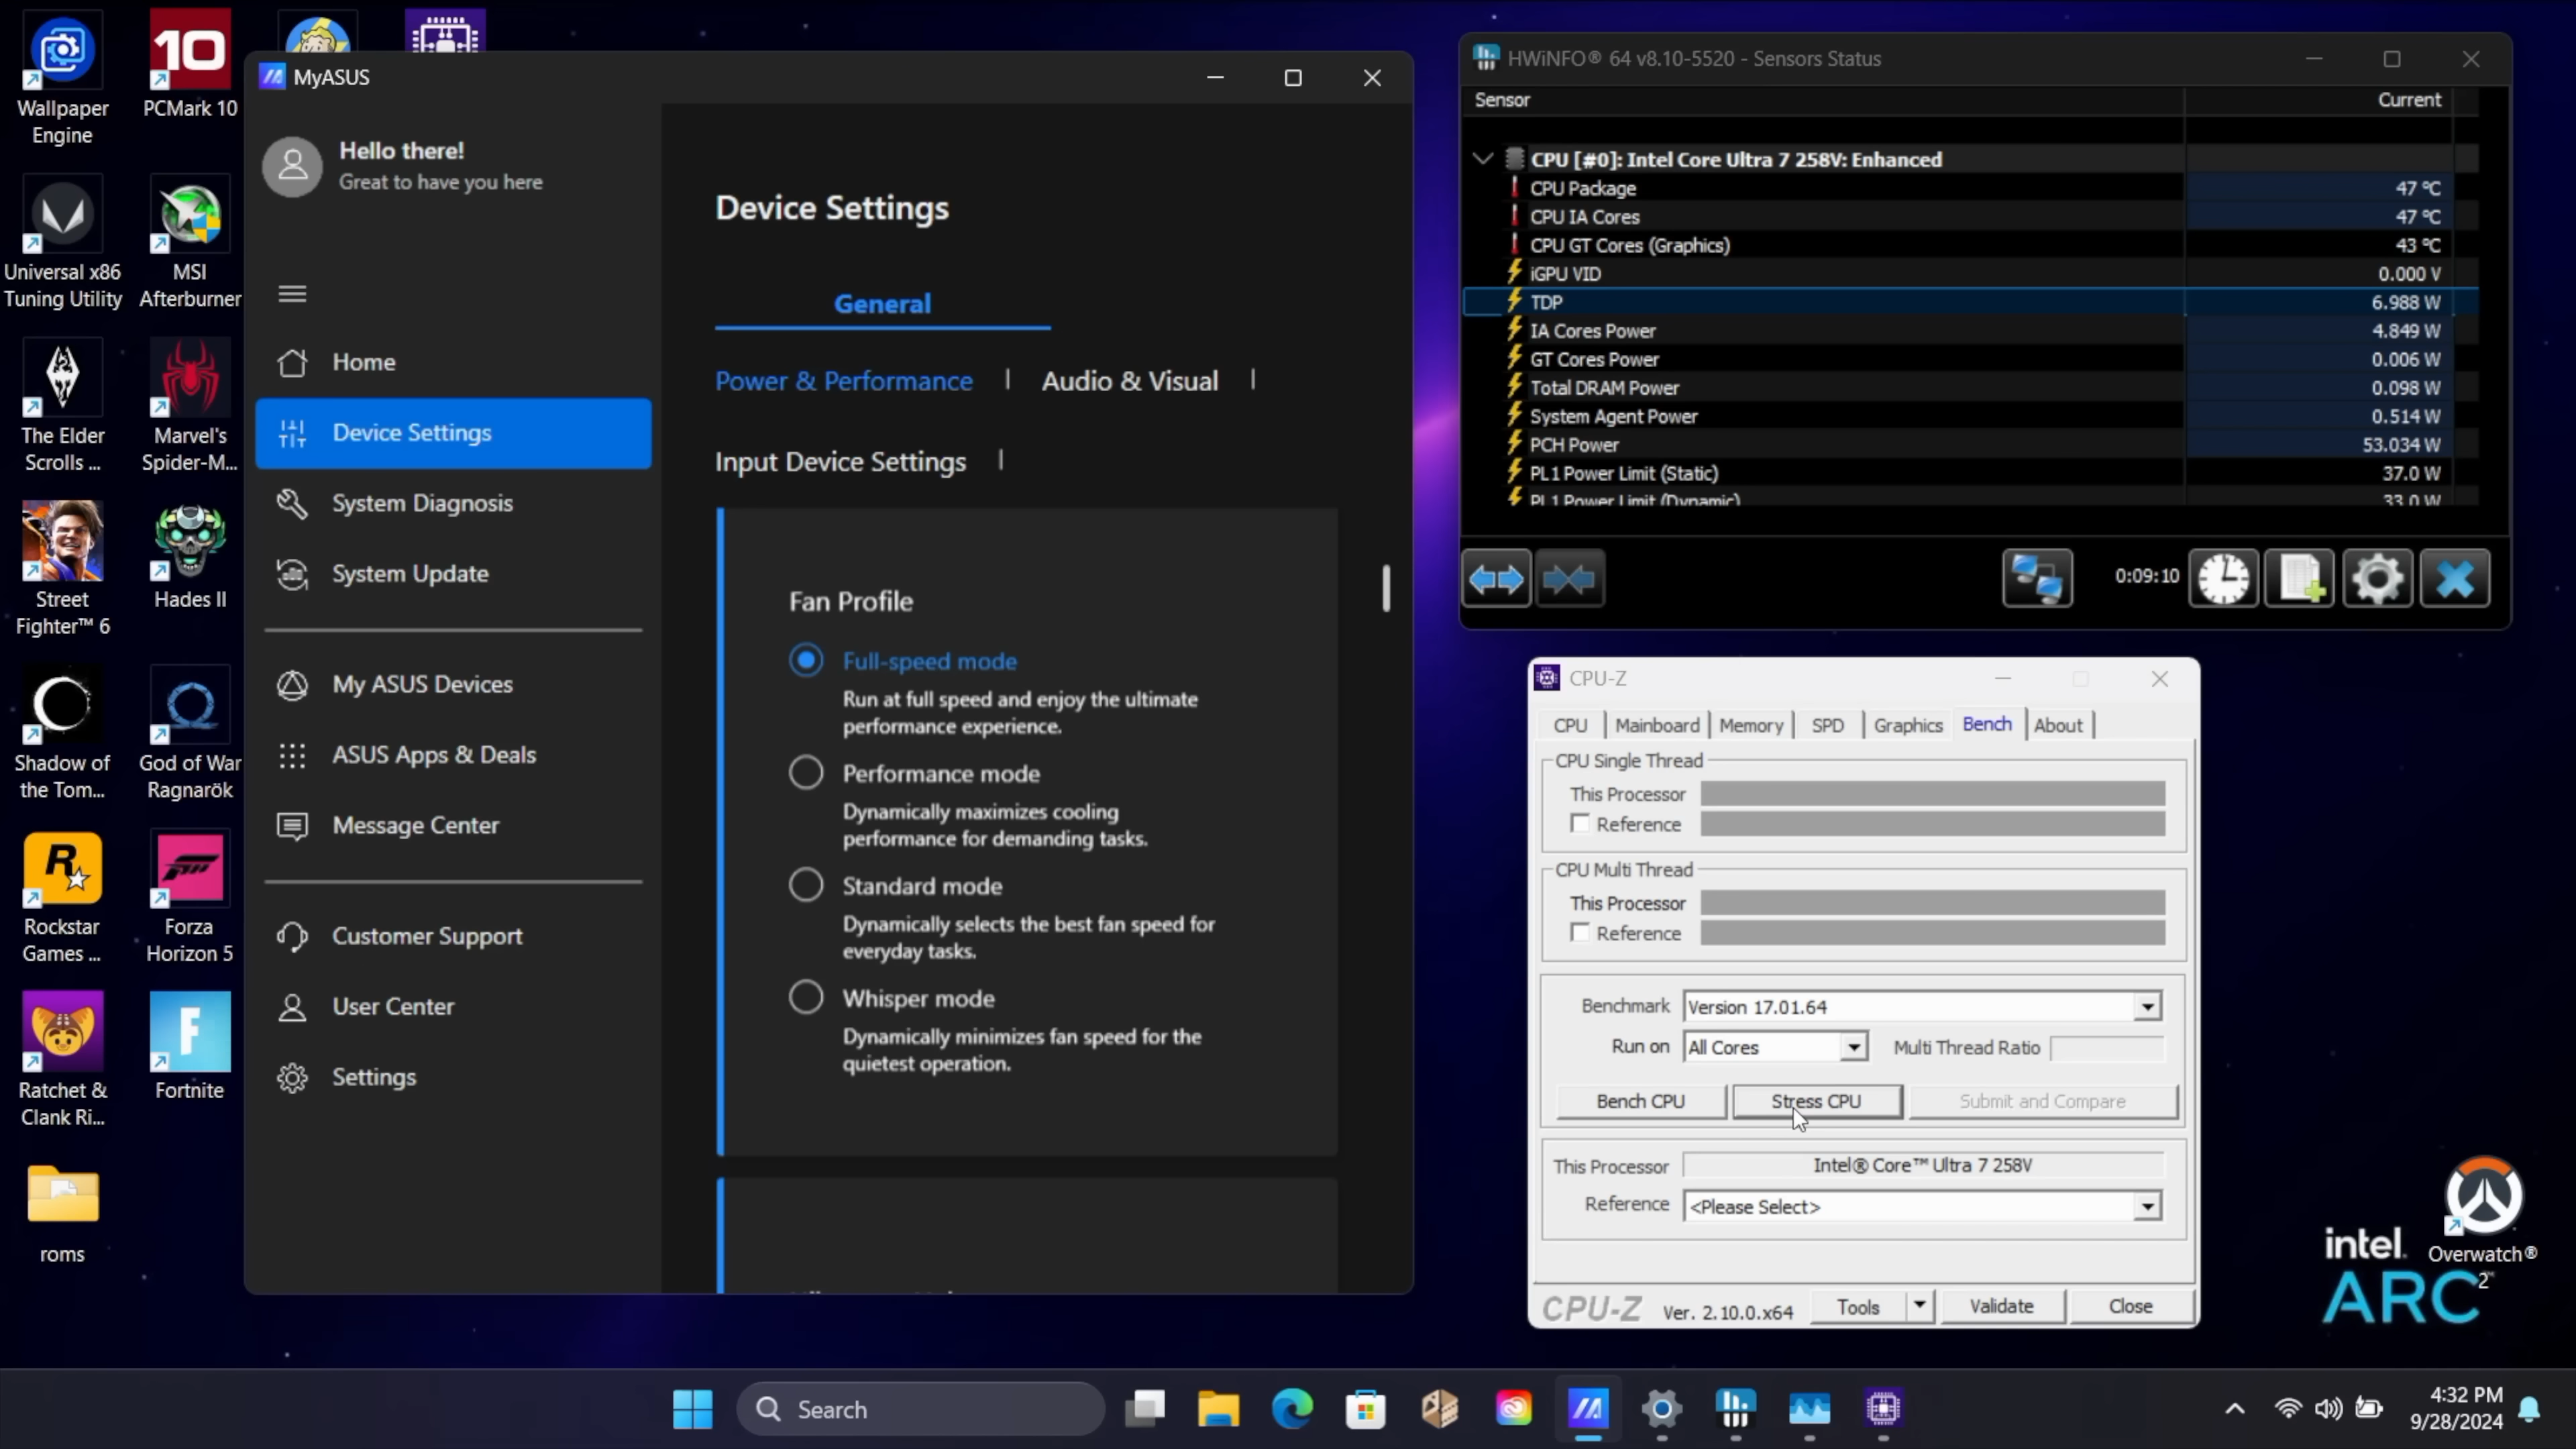 Wallpaper
Engine
PCMark 10
Universal x86
Tuning Utility
MSI
Afterburner
The Elder
Scrolls ...
Marvel's
Spider-M...
Street
Fighter™ 6
Hades II
Shadow of
the Tom...
God of War
Ragnarök
Rockstar
Games ...
Forza
Horizon 5
Ratchet &
Clank Ri...
Fortnite
roms
10
R
F
MyASUS
Hello there!
Great to have you here
Home
Device Settings
System Diagnosis
System Update
My ASUS Devices
ASUS Apps & Deals
Message Center
Customer Support
User Center
Settings
Device Settings
General
Power & Performance
Audio & Visual
Input Device Settings
Fan Profile
Full-speed mode
Run at full speed and enjoy the ultimate
performance experience.
Performance mode
Dynamically maximizes cooling
performance for demanding tasks.
Standard mode
Dynamically selects the best fan speed for
everyday tasks.
Whisper mode
Dynamically minimizes fan speed for the
quietest operation.
HWiNFO® 64 v8.10-5520 - Sensors Status
Sensor Current
CPU [#0]: Intel Core Ultra 7 258V: Enhanced
CPU Package 47 °C
CPU IA Cores 47 °C
CPU GT Cores (Graphics) 43 °C
iGPU VID 0.000 V
TDP 6.988 W
IA Cores Power 4.849 W
GT Cores Power 0.006 W
Total DRAM Power 0.098 W
System Agent Power 0.514 W
PCH Power 53.034 W
PL1 Power Limit (Static) 37.0 W
PL1 Power Limit (Dynamic) 33.0 W
0:09:10
CPU-Z
CPU Mainboard Memory SPD Graphics Bench About
CPU Single Thread
This Processor
Reference
CPU Multi Thread
This Processor
Reference
Benchmark Version 17.01.64
Run on All Cores Multi Thread Ratio
Bench CPU Stress CPU Submit and Compare
This Processor Intel® Core™ Ultra 7 258V
Reference <Please Select>
CPU-Z Ver. 2.10.0.x64 Tools Validate Close
intel.
ARC
Overwatch®
2
Search
4:32 PM
9/28/2024